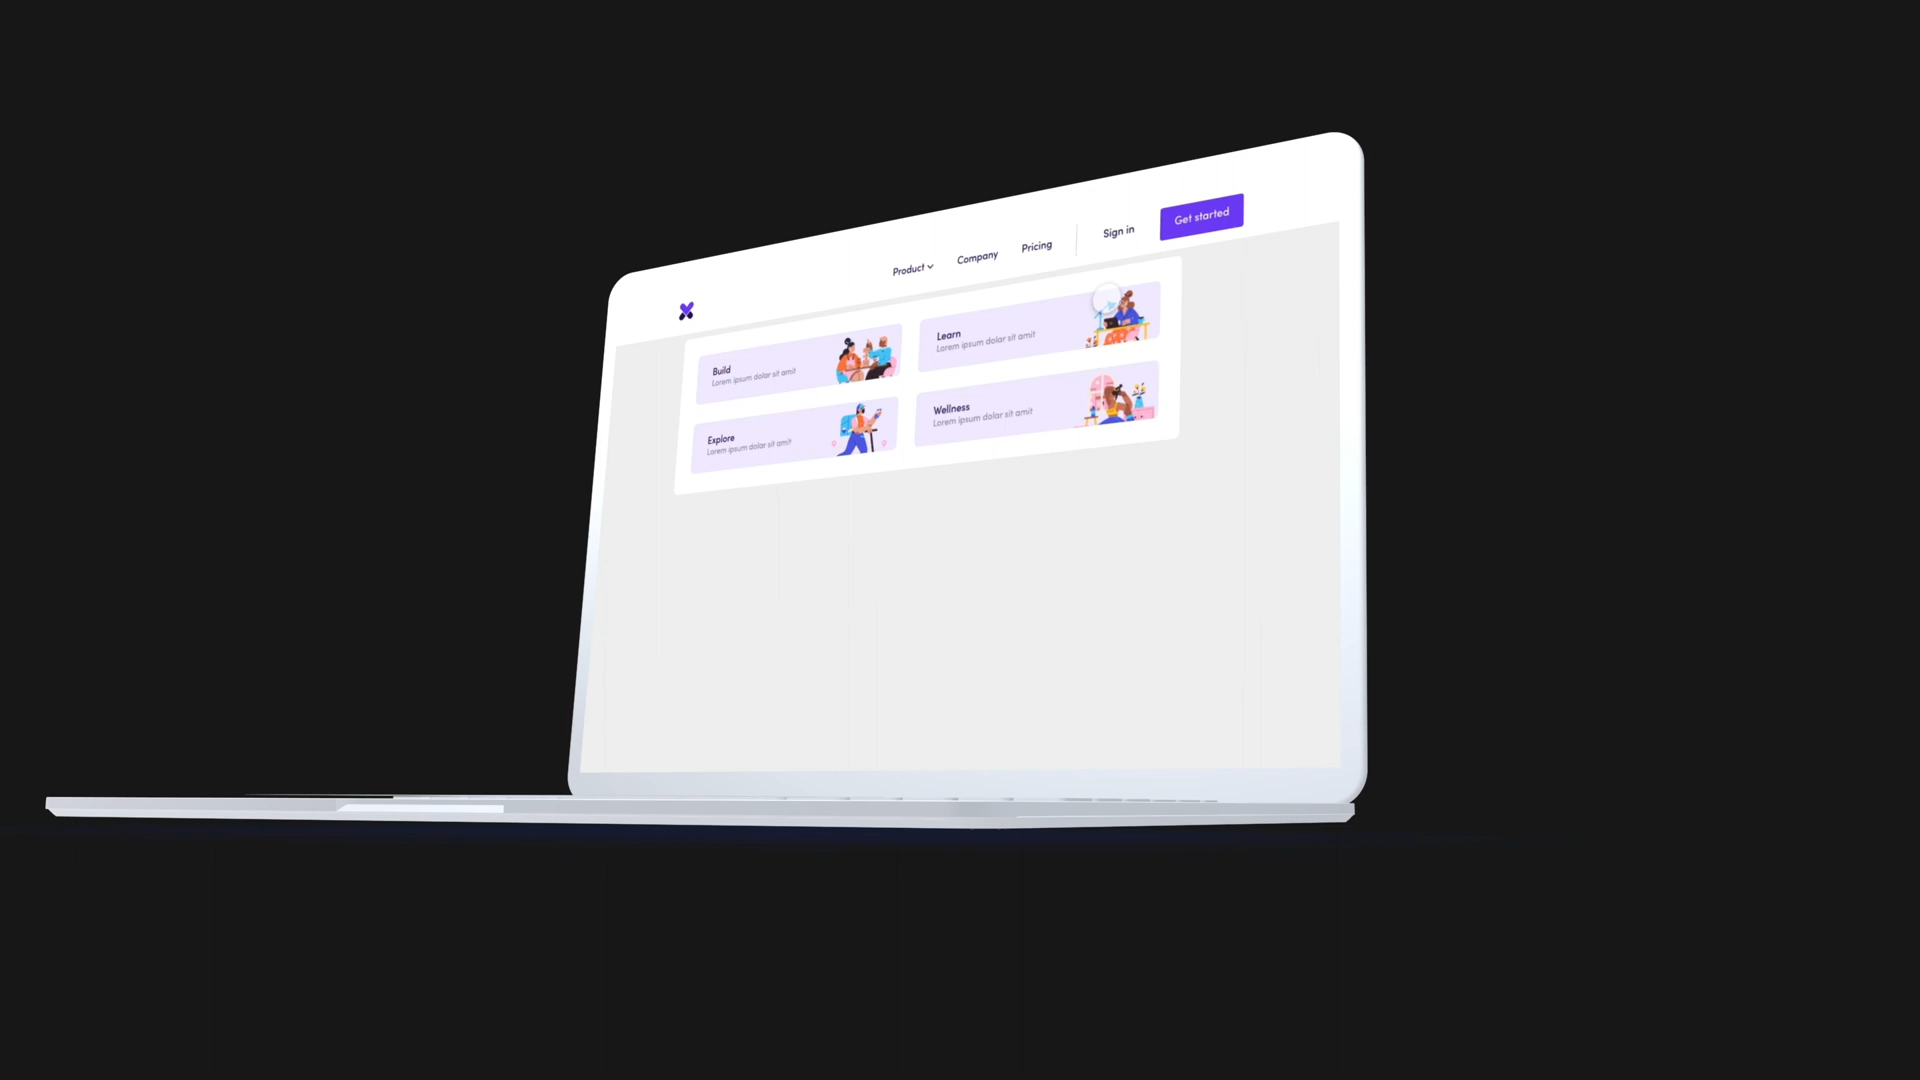 Product
Company
Pricing
Sign in
Get started
Build
Lorem ipsum dolar sit amit
Learn
Lorem ipsum dolar sit amit
Explore
Lorem ipsum dolar sit amit
Wellness
Lorem ipsum dolar sit amit